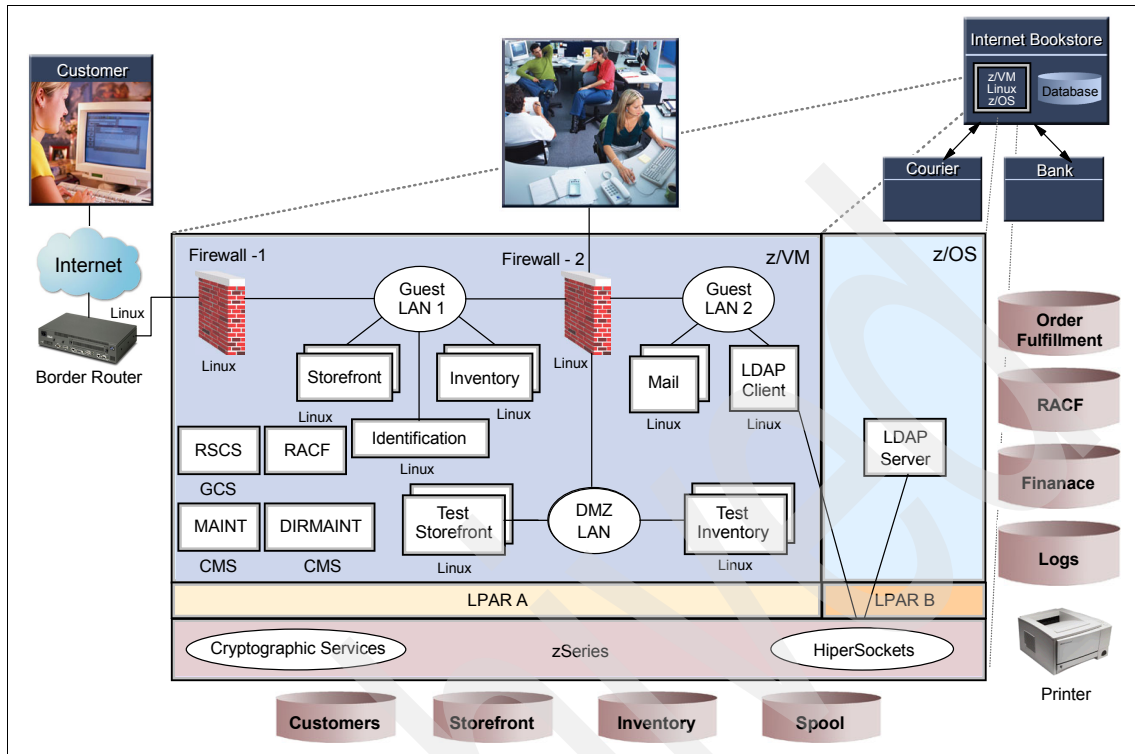 Customer
Internet Bookstore
z/VM
Linux
z/OS
Database
Courier
Bank
Internet
Linux
Border Router
Firewall -1
Firewall - 2
z/VM
z/OS
Guest
LAN 1
Guest
LAN 2
Linux
Linux
Storefront
Linux
Inventory
Linux
Mail
Linux
LDAP
Client
Linux
Identification
Linux
RSCS
GCS
RACF
MAINT
CMS
DIRMAINT
CMS
Test
Storefront
Linux
DMZ
LAN
Test
Inventory
Linux
LDAP
Server
LPAR A
LPAR B
Cryptographic Services
zSeries
HiperSockets
Order
Fulfillment
RACF
Finanace
Logs
Printer
Customers
Storefront
Inventory
Spool